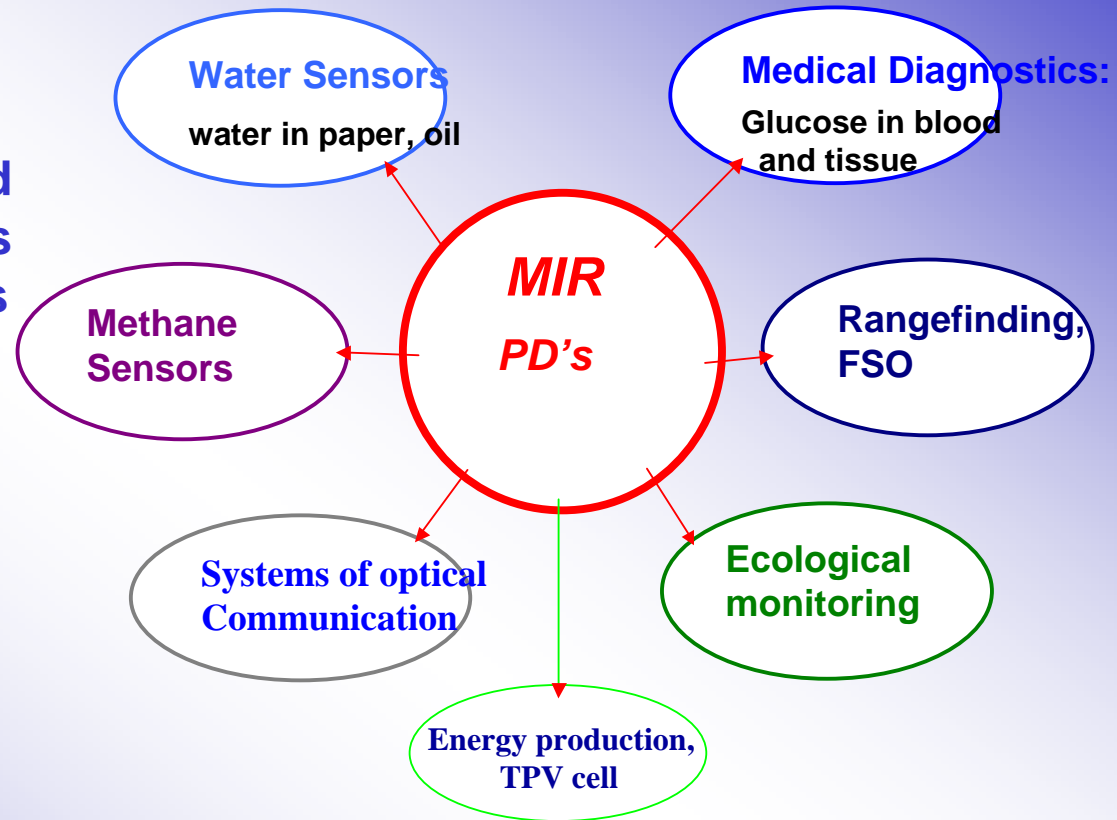 Water Sensors
water in paper, oil
Medical Diagnostics:
Glucose in blood
and tissue
MIR
PD's
Methane
Sensors
Rangefinding,
FSO
Systems of optical
Communication
Ecological
monitoring
Energy production,
TPV cell